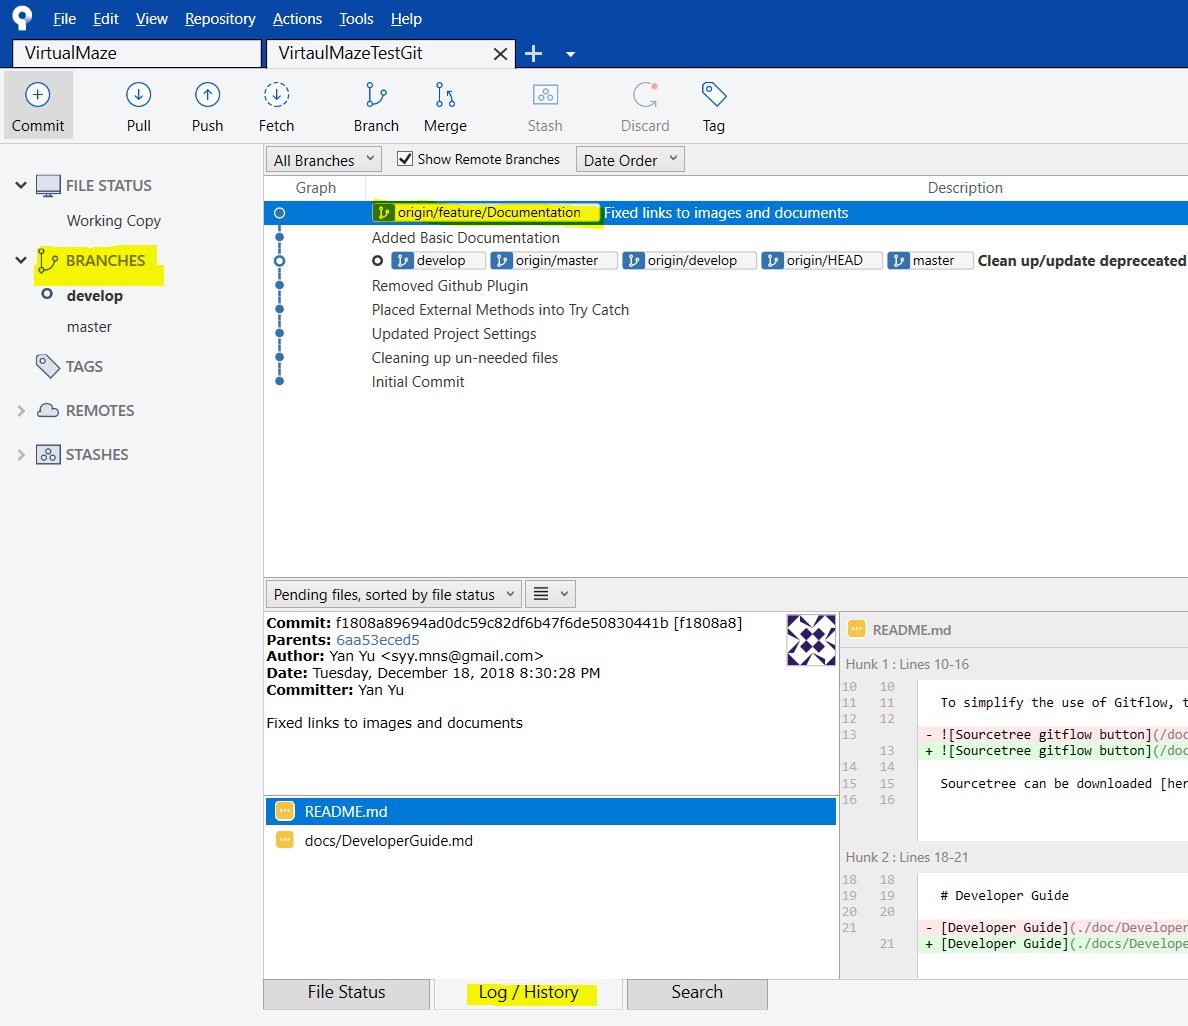 File Edit View Repository Actions Tools Help
VirtualMaze VirtaulMazeTestGit
Commit Pull Push Fetch Branch Merge Stash Discard Tag
All Branches Show Remote Branches Date Order
Graph Description
FILE STATUS
Working Copy
BRANCHES
develop
master
TAGS
REMOTES
STASHES
origin/feature/Documentation Fixed links to images and documents
Added Basic Documentation
develop origin/master origin/develop origin/HEAD master Clean up/update depreceated
Removed Github Plugin
Placed External Methods into Try Catch
Updated Project Settings
Cleaning up un-needed files
Initial Commit
Pending files, sorted by file status
Commit: f1808a89694ad0dc59c82df6b47f6de50830441b [f1808a8]
Parents: 6aa53eced5
Author: Yan Yu <syy.mns@gmail.com>
Date: Tuesday, December 18, 2018 8:30:28 PM
Committer: Yan Yu
Fixed links to images and documents
README.md
docs/DeveloperGuide.md
README.md
Hunk 1 : Lines 10-16
10 10
11 11 To simplify the use of Gitflow, t
12 12
13 - ![Sourcetree gitflow button](/doc
13 + ![Sourcetree gitflow button](/doc
14 14
15 15 Sourcetree can be downloaded [her
16 16
Hunk 2 : Lines 18-21
18 18
19 19 # Developer Guide
20 20
21 - [Developer Guide](./doc/Developer
21 + [Developer Guide](./docs/Develope
File Status Log / History Search